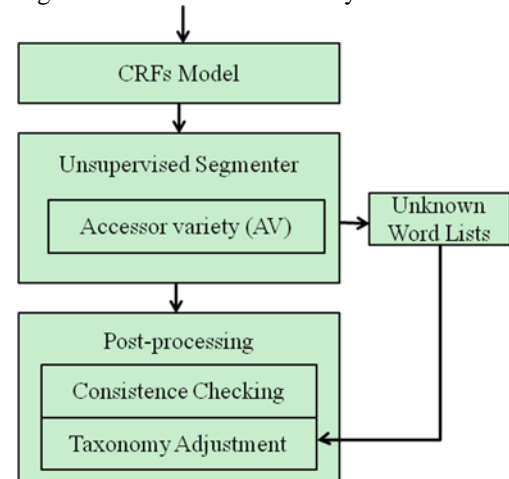 CRFs Model
Unsupervised Segmenter
Accessor variety (AV)
Unknown
Word Lists
Post-processing
Consistence Checking
Taxonomy Adjustment